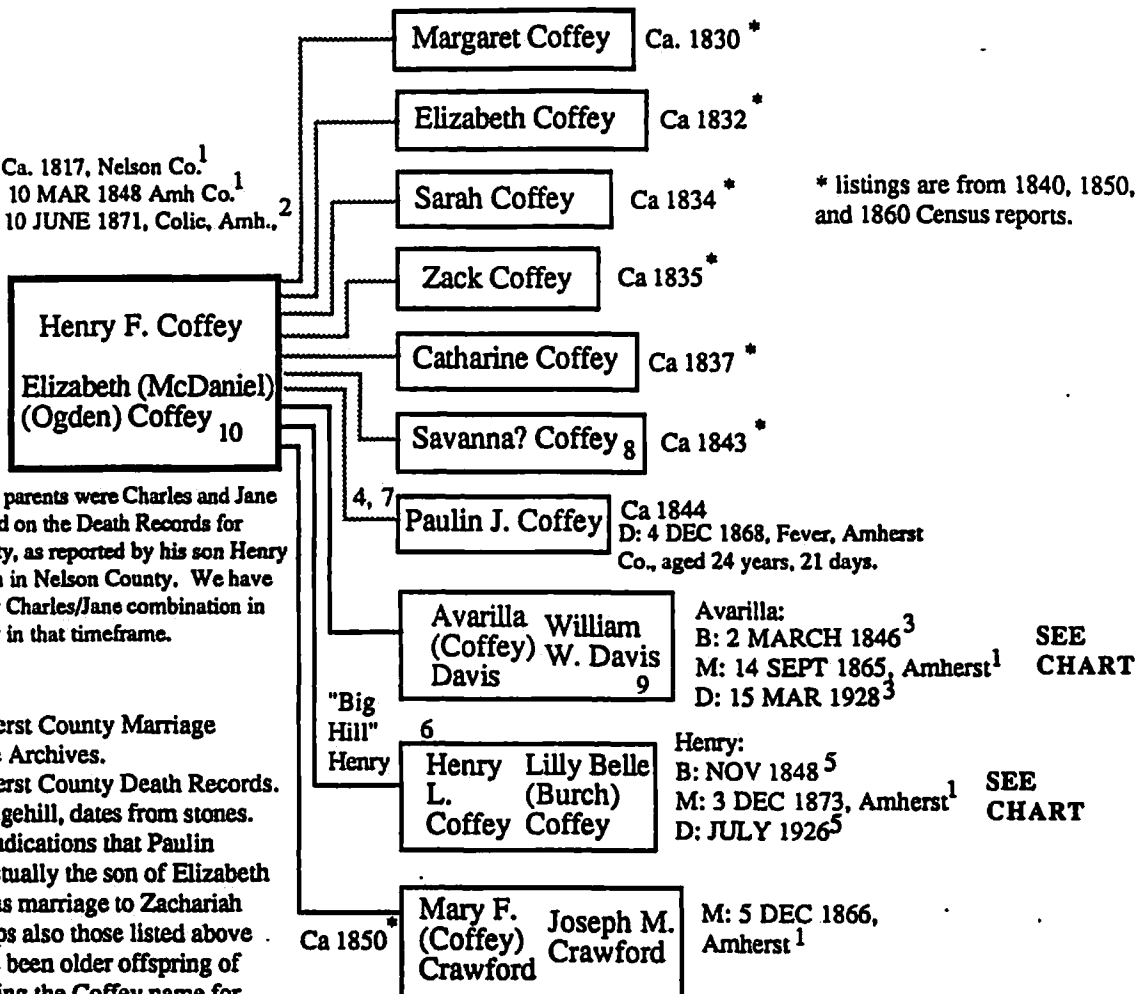 Margaret Coffey Ca. 1830 *
Elizabeth Coffey Ca 1832 *
Ca. 1817, Nelson Co.1
10 MAR 1848 Amh Co.1
10 JUNE 1871, Colic, Amh.,2
Sarah Coffey Ca 1834 *
* listings are from 1840, 1850,
and 1860 Census reports.
Zack Coffey Ca 1835 *
Henry F. Coffey
Elizabeth (McDaniel)
(Ogden) Coffey 10
Catharine Coffey Ca 1837 *
Savanna? Coffey 8 Ca 1843 *
4, 7
Paulin J. Coffey
Ca 1844
D: 4 DEC 1868, Fever, Amherst
Co., aged 24 years, 21 days.
parents were Charles and Jane
d on the Death Records for
ty, as reported by his son Henry
in Nelson County. We have
Charles/Jane combination in
in that timeframe.
Avarilla
(Coffey)
Davis
William
W. Davis
9
Avarilla:
B: 2 MARCH 1846 3
M: 14 SEPT 1865, Amherst 1
D: 15 MAR 1928 3
SEE
CHART
"Big
Hill"
Henry
6
Henry
L.
Coffey
Lilly Belle
(Burch)
Coffey
Henry:
B: NOV 1848 5
M: 3 DEC 1873, Amherst 1
D: JULY 1926 5
SEE
CHART
erst County Marriage
Archives.
erst County Death Records.
gehill, dates from stones.
dications that Paulin
ctually the son of Elizabeth
as marriage to Zachariah
ps also those listed above
been older offspring of
ing the Coffey name for
Ca 1850 *
Mary F.
(Coffey)
Crawford
Joseph M.
Crawford
M: 5 DEC 1866,
Amherst 1